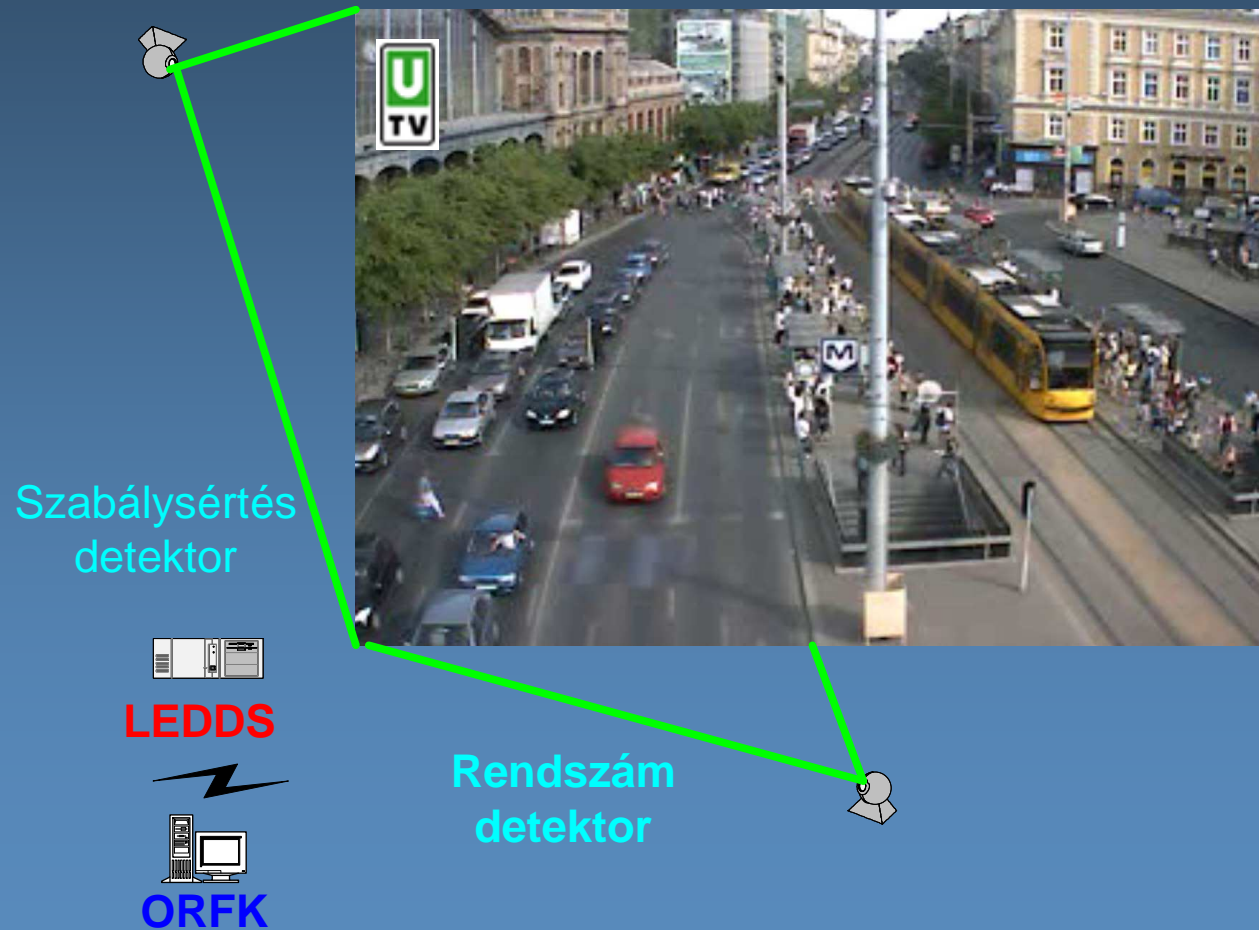 U
TV
M
Szabálysértés
detektor
LEDDS
Rendszám
detektor
ORFK